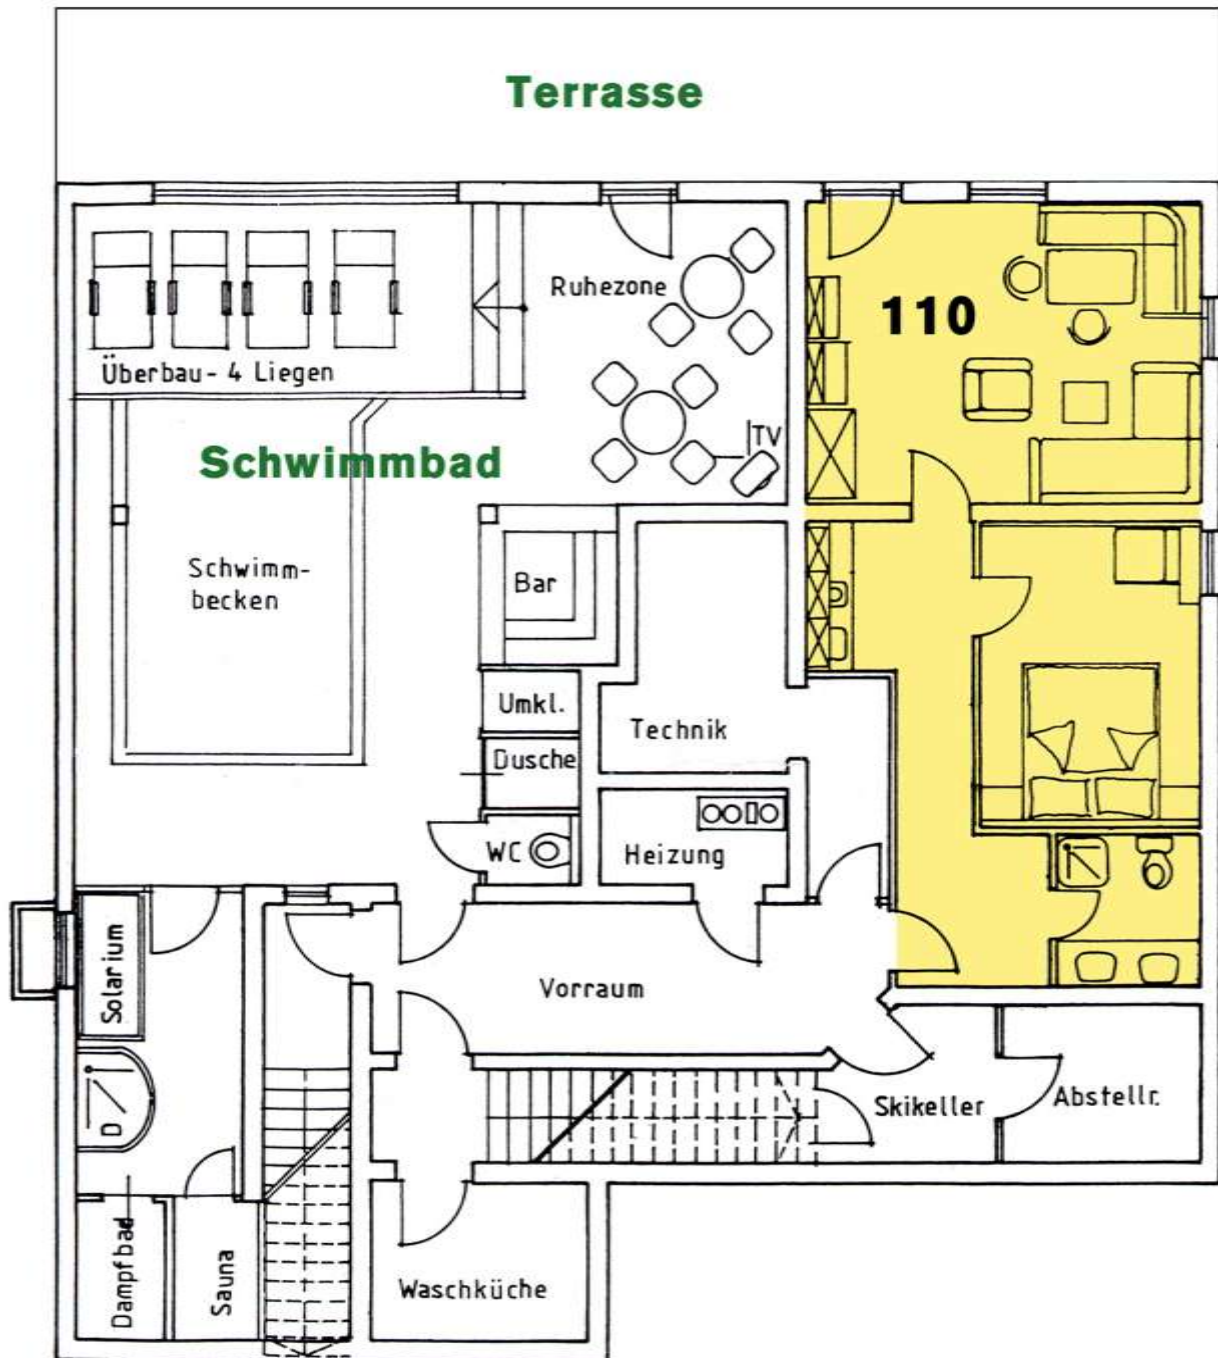 Terrasse
Ruhezone
110
Überbau- 4 Liegen
TV
Schwimmbad
Schwimm-
becken
Bar
Umkl.
Technik
Dusche
WC
Heizung
Solarium
Vorraum
D
Skikeller
Abstellr.
Dampfbad
Sauna
Waschküche